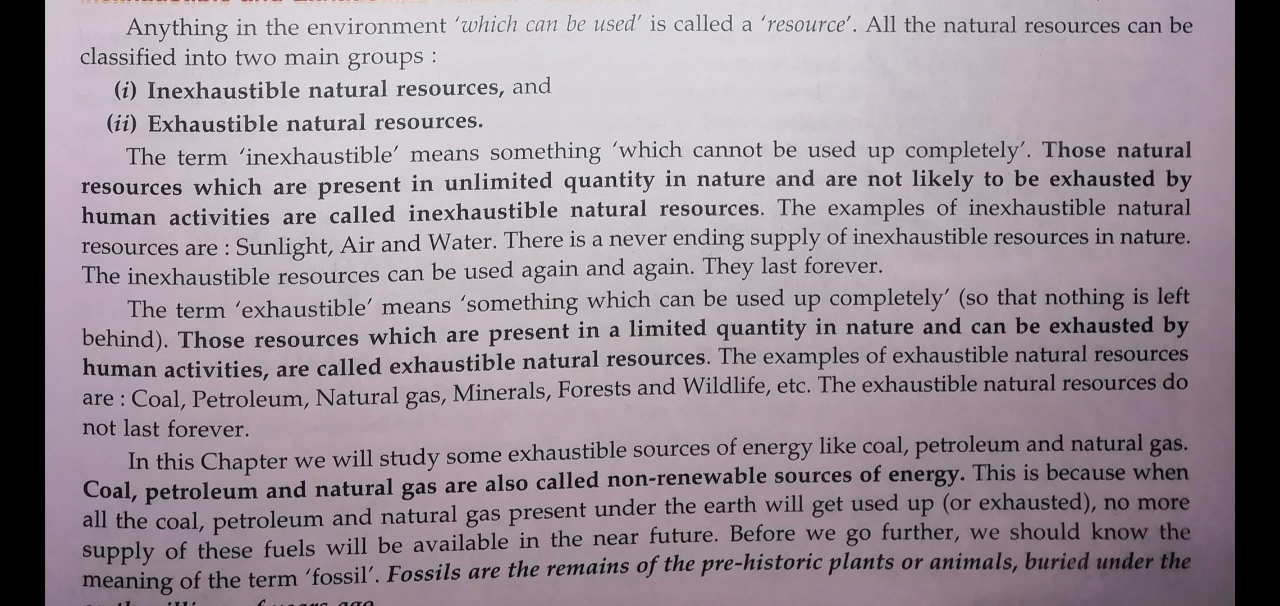 Anything in the environment ‘which can be used’ is called a ‘resource’. All the natural resources can be
classified into two main groups :
(i) Inexhaustible natural resources, and
(ii) Exhaustible natural resources.
The term ‘inexhaustible’ means something ‘which cannot be used up completely’. Those natural
resources which are present in unlimited quantity in nature and are not likely to be exhausted by
human activities are called inexhaustible natural resources. The examples of inexhaustible natural
resources are : Sunlight, Air and Water. There is a never ending supply of inexhaustible resources in nature.
The inexhaustible resources can be used again and again. They last forever.
The term ‘exhaustible’ means ‘something which can be used up completely’ (so that nothing is left
behind). Those resources which are present in a limited quantity in nature and can be exhausted by
human activities, are called exhaustible natural resources. The examples of exhaustible natural resources
are : Coal, Petroleum, Natural gas, Minerals, Forests and Wildlife, etc. The exhaustible natural resources do
not last forever.
In this Chapter we will study some exhaustible sources of energy like coal, petroleum and natural gas.
Coal, petroleum and natural gas are also called non-renewable sources of energy. This is because when
all the coal, petroleum and natural gas present under the earth will get used up (or exhausted), no more
supply of these fuels will be available in the near future. Before we go further, we should know the
meaning of the term ‘fossil’. Fossils are the remains of the pre-historic plants or animals, buried under the